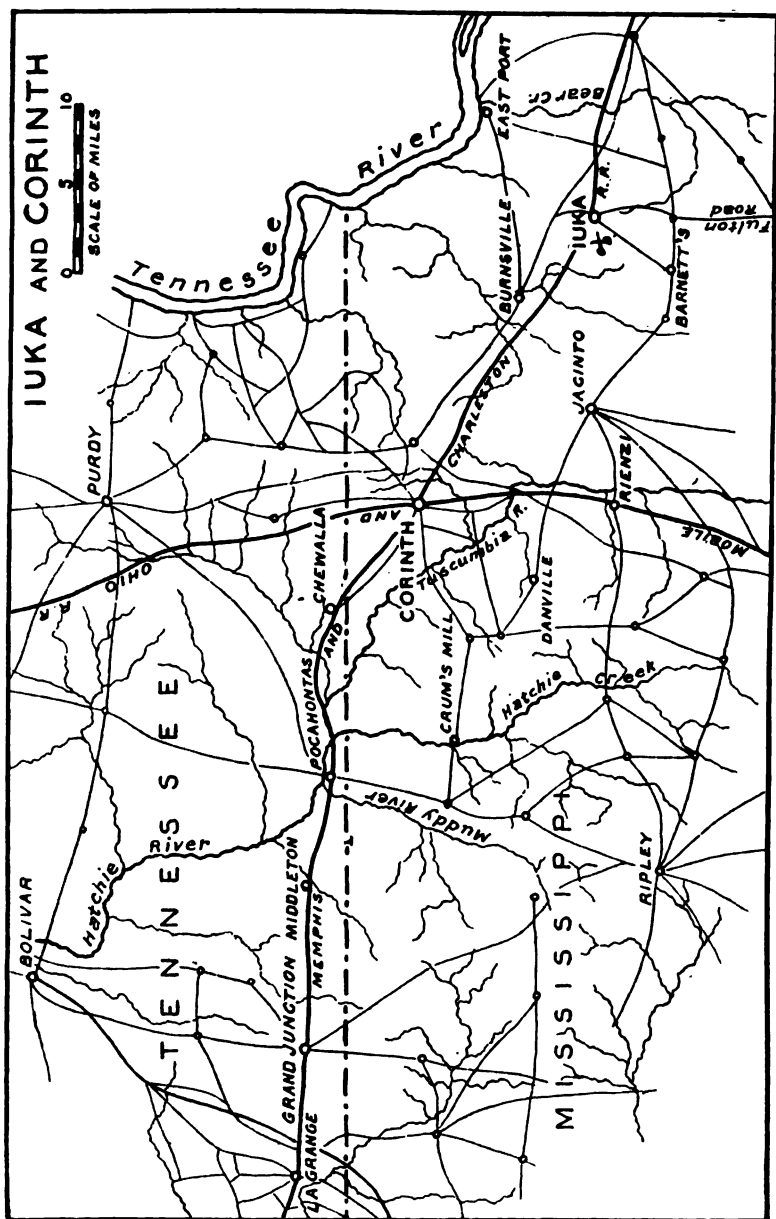 IUKA AND CORINTH
0 5 10
SCALE OF MILES
Tennessee
River
BOLIVAR
PURDY
Hatchie
River
OHIO
R.R.
TENNESSEE
EAST PORT
Bear Cr.
LA GRANGE
GRAND JUNCTION
MIDDLETON
MEMPHIS
POCAHONTAS
AND
CHEWALLA
AND
CORINTH
CHARLESTON
BURNSVILLE
IUKA
R.R.
Tuscumbia R.
Muddy River
CRUM'S MILL
DANVILLE
Hatchie
Creek
JACINTO
RIENZI
BARNETT'S
Fulton
Road
MOBILE
RIPLEY
MISSISSIPPI